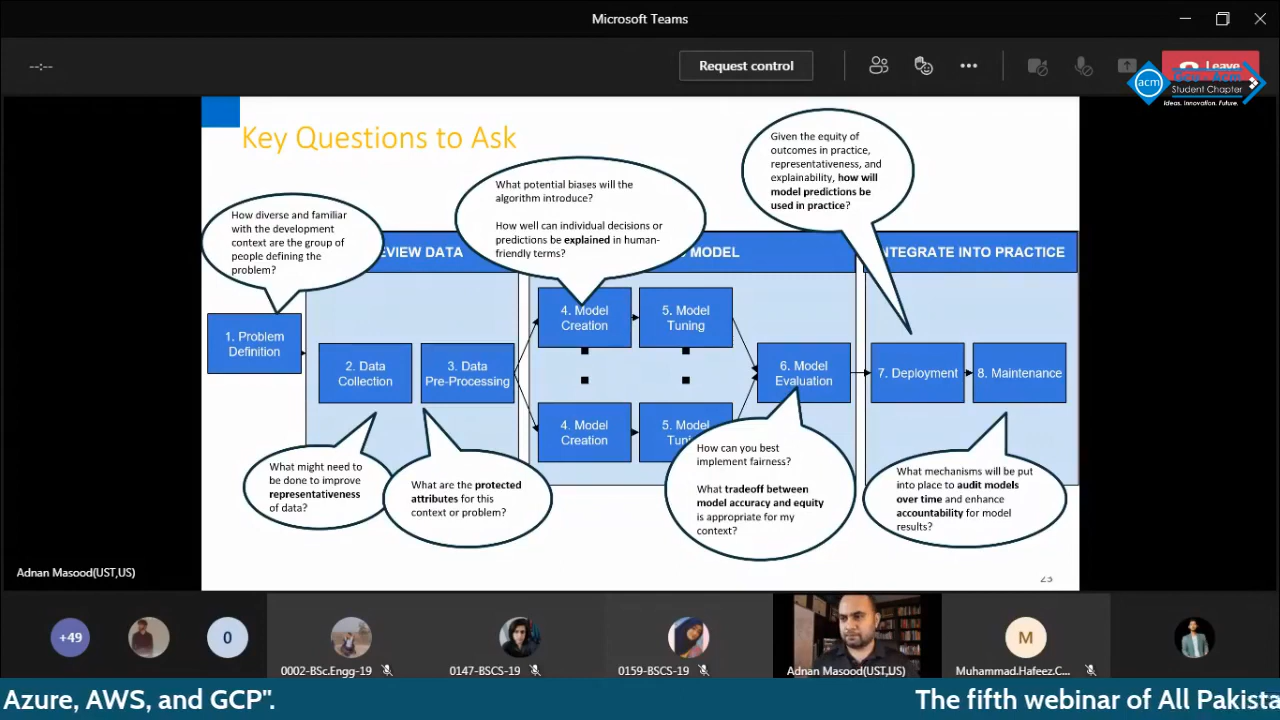 Microsoft Teams
--:--
Request control
Leave
acm
Gcu - Acm
Student Chapter
Ideas. Innovation. Future.
Key Questions to Ask
Given the equity of
outcomes in practice,
representativeness, and
explainability, how will
model predictions be
used in practice?
What potential biases will the
algorithm introduce?
How well can individual decisions or
predictions be explained in human-
friendly terms?
How diverse and familiar
with the development
context are the group of
people defining the
problem?
EVIEW DATA
MODEL
NTEGRATE INTO PRACTICE
1. Problem
Definition
2. Data
Collection
3. Data
Pre-Processing
4. Model
Creation
5. Model
Tuning
4. Model
Creation
5. Model
Tuni
6. Model
Evaluation
7. Deployment
8. Maintenance
What might need to
be done to improve
representativeness
of data?
What are the protected
attributes for this
context or problem?
How can you best
implement fairness?
What tradeoff between
model accuracy and equity
is appropriate for my
context?
What mechanisms will be put
into place to audit models
over time and enhance
accountability for model
results?
23
Adnan Masood(UST,US)
+49
0
0002-BSc.Engg-19
0147-BSCS-19
0159-BSCS-19
Adnan Masood(UST,US)
M
Muhammad.Hafeez.C...
Azure, AWS, and GCP".
The fifth webinar of All Pakista